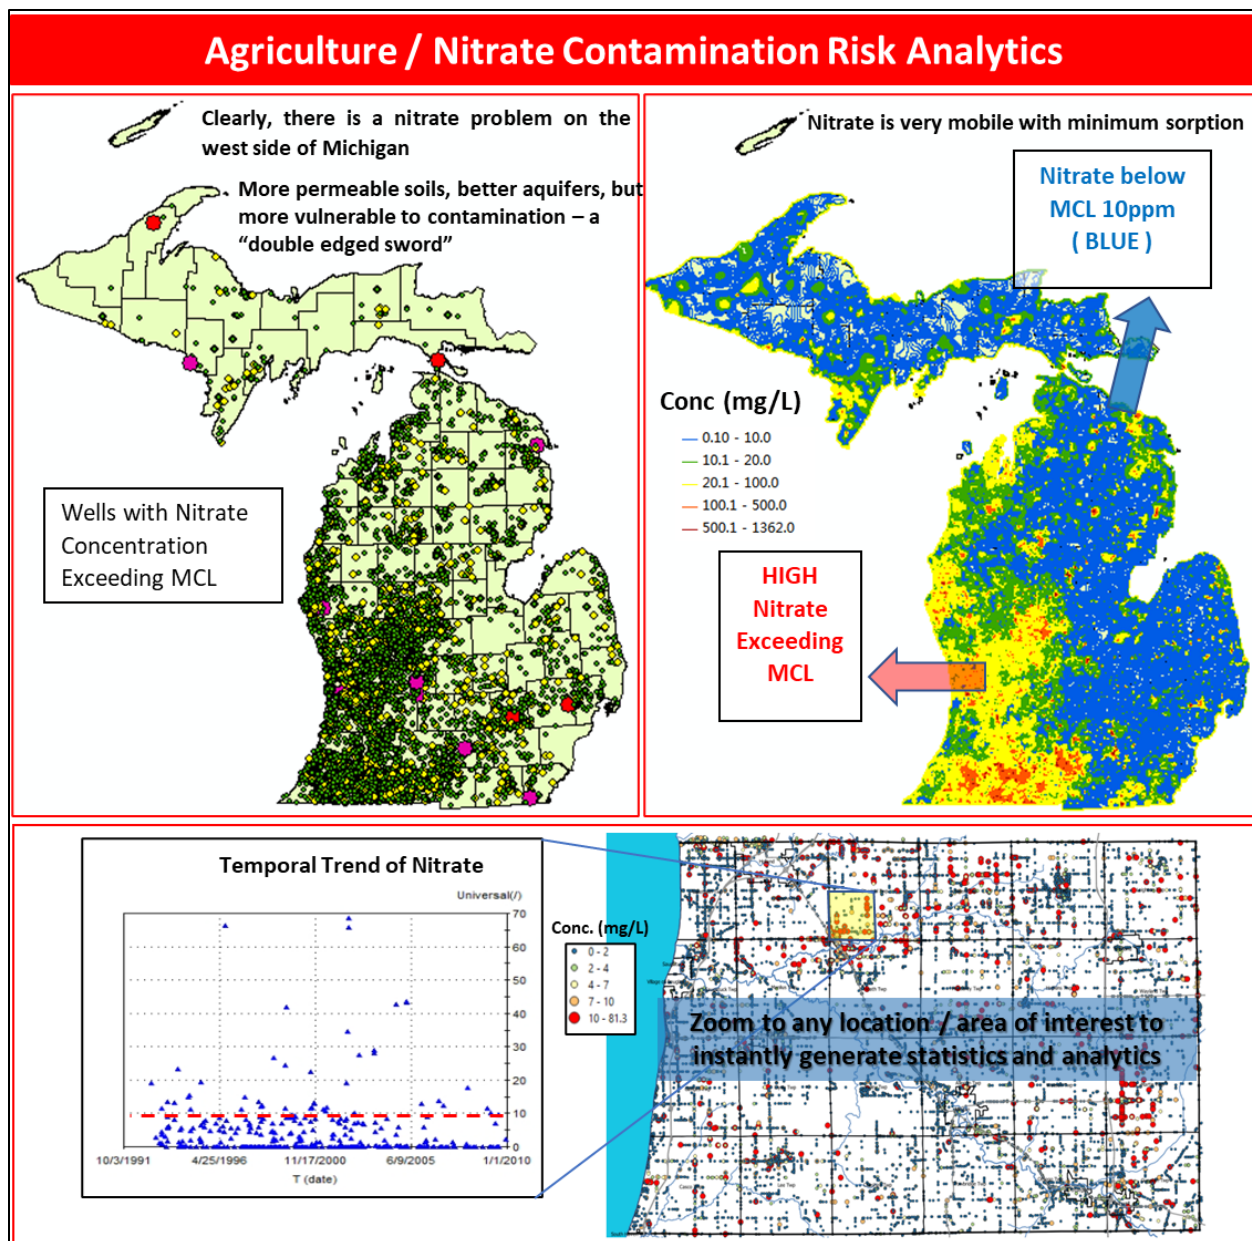 Agriculture / Nitrate Contamination Risk Analytics
Clearly, there is a nitrate problem on the
west side of Michigan
More permeable soils, better aquifers, but
more vulnerable to contamination – a
“double edged sword”
Wells with Nitrate
Concentration
Exceeding MCL
Nitrate is very mobile with minimum sorption
Nitrate below
MCL 10ppm
( BLUE )
Conc (mg/L)
0.10 - 10.0
10.1 - 20.0
20.1 - 100.0
100.1 - 500.0
500.1 - 1362.0
HIGH
Nitrate
Exceeding
MCL
Temporal Trend of Nitrate
Universal(/)
70
60
50
40
30
20
10
0
10/3/1991
4/25/1996
11/17/2000
6/9/2005
1/1/2010
T (date)
Conc. (mg/L)
0 - 2
2 - 4
4 - 7
7 - 10
10 - 81.3
Zoom to any location / area of interest to
instantly generate statistics and analytics